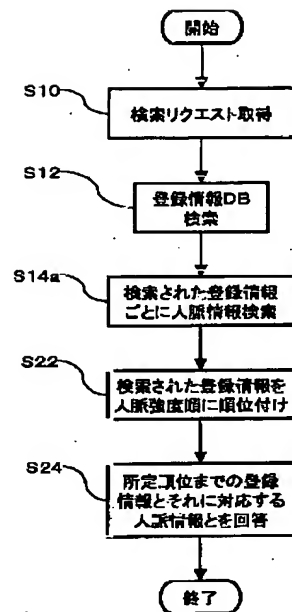 開始
S10
検索リクエスト取得
S12
登録情報DB
検索
S14a
検索された登録情報
ごとに人脈情報検索
S22
検索された登録情報を
人脈強度順に順位付け
S24
所定順位までの登録
情報とそれに対応する
人脈情報とを回答
終了